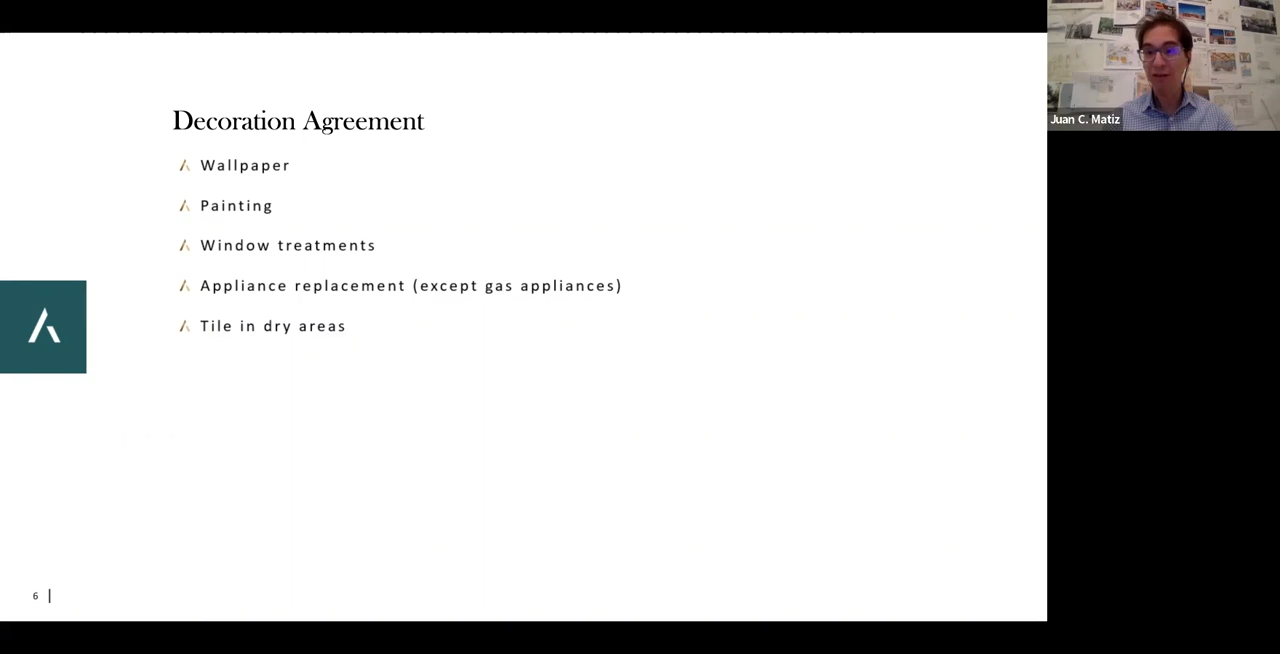 Decoration Agreement
Wallpaper
Painting
Window treatments
Appliance replacement (except gas appliances)
Tile in dry areas
6
Juan C. Matiz